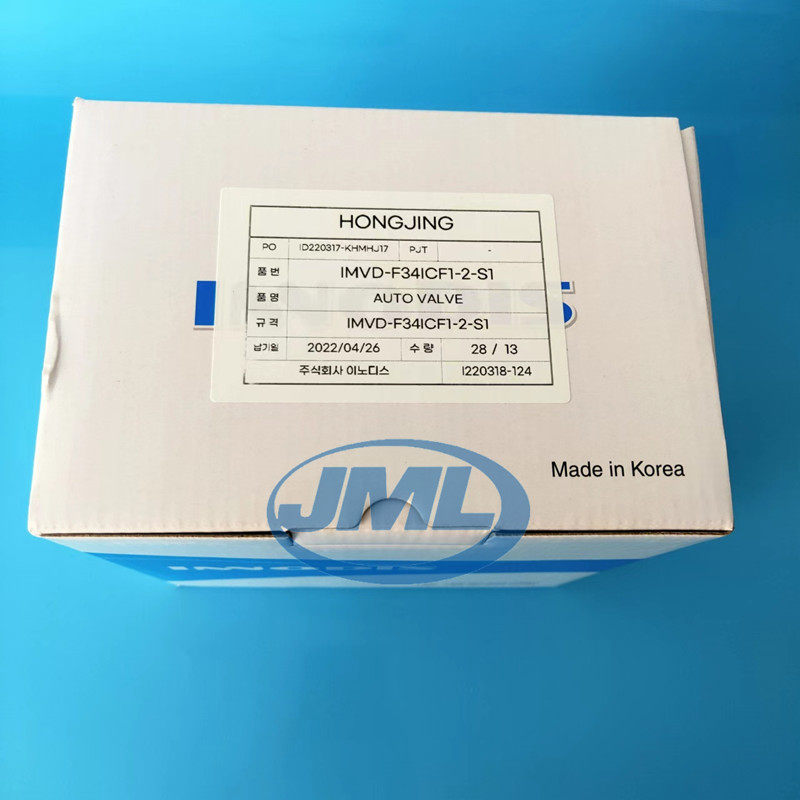 HONGJING
PO ID220317-KHMHJ17 PJT -
품 번 IMVD-F34ICF1-2-S1
품 명 AUTO VALVE
규 격 IMVD-F34ICF1-2-S1
납기일 2022/04/26 수 량 28 / 13
주식회사 이노디스 I220318-124
Made in Korea
JML